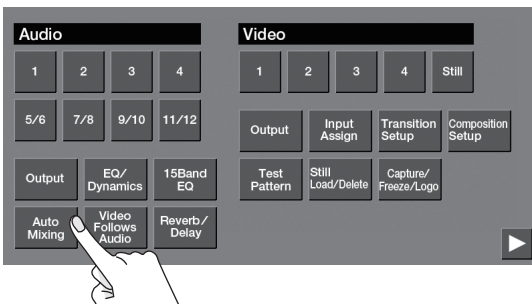 Audio
1 2 3 4
5/6 7/8 9/10 11/12
Output
EQ/
Dynamics
15Band
EQ
Auto
Mixing
Video
Follows
Audio
Reverb/
Delay
Video
1 2 3 4 Still
Output
Input
Assign
Transition
Setup
Composition
Setup
Test
Pattern
Still
Load/Delete
Capture/
Freeze/Logo